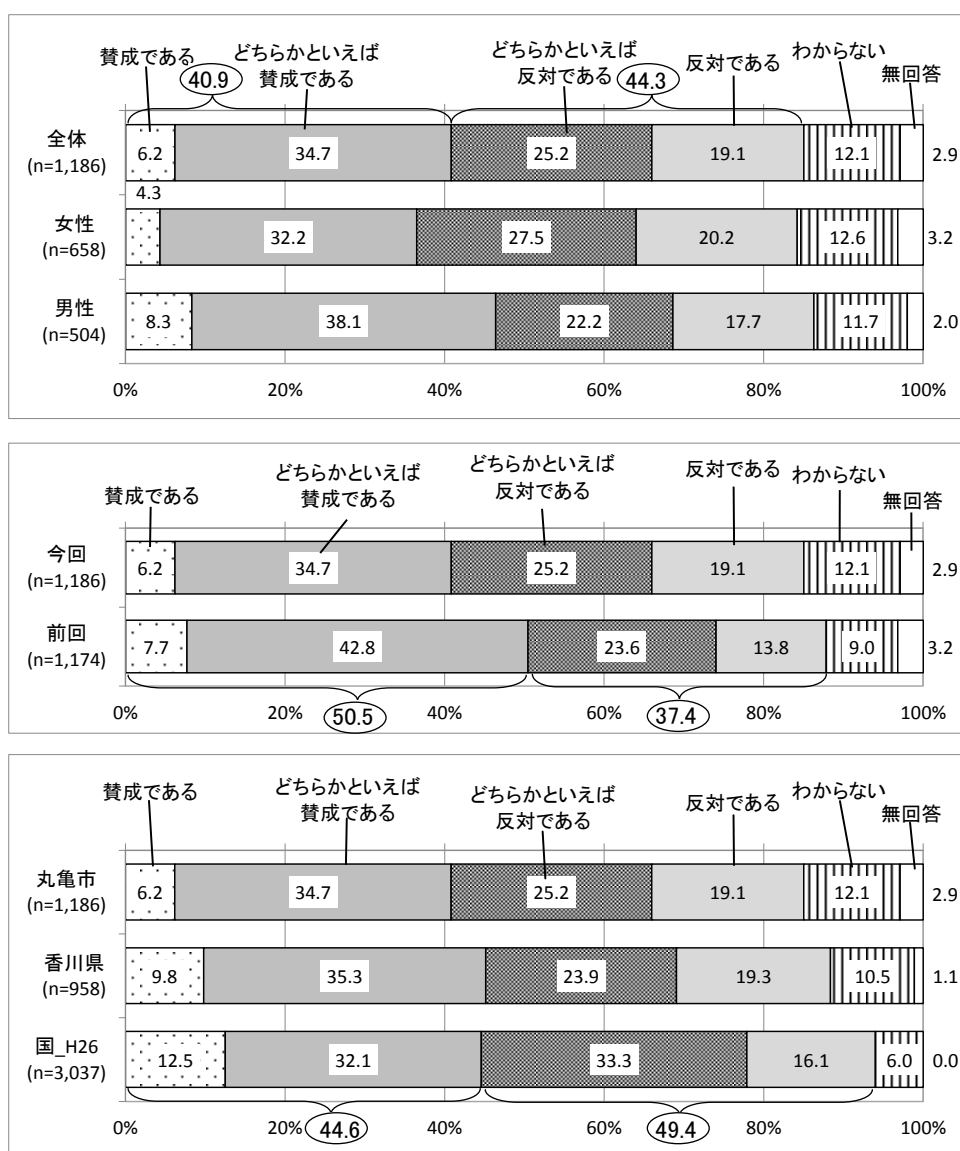 賛成である
どちらかといえば
賛成である
どちらかといえば
反対である
反対である
わからない
無回答
40.9
44.3
全体
(n=1,186)
6.2 34.7 25.2 19.1 12.1 2.9
女性
(n=658)
4.3 32.2 27.5 20.2 12.6 3.2
男性
(n=504)
8.3 38.1 22.2 17.7 11.7 2.0
0% 20% 40% 60% 80% 100%
賛成である
どちらかといえば
賛成である
どちらかといえば
反対である
反対である
わからない
無回答
今回
(n=1,186)
6.2 34.7 25.2 19.1 12.1 2.9
前回
(n=1,174)
7.7 42.8 23.6 13.8 9.0 3.2
50.5
37.4
0% 20% 40% 60% 80% 100%
賛成である
どちらかといえば
賛成である
どちらかといえば
反対である
反対である
わからない
無回答
丸亀市
(n=1,186)
6.2 34.7 25.2 19.1 12.1 2.9
香川県
(n=958)
9.8 35.3 23.9 19.3 10.5 1.1
国_H26
(n=3,037)
12.5 32.1 33.3 16.1 6.0 0.0
44.6
49.4
0% 20% 40% 60% 80% 100%